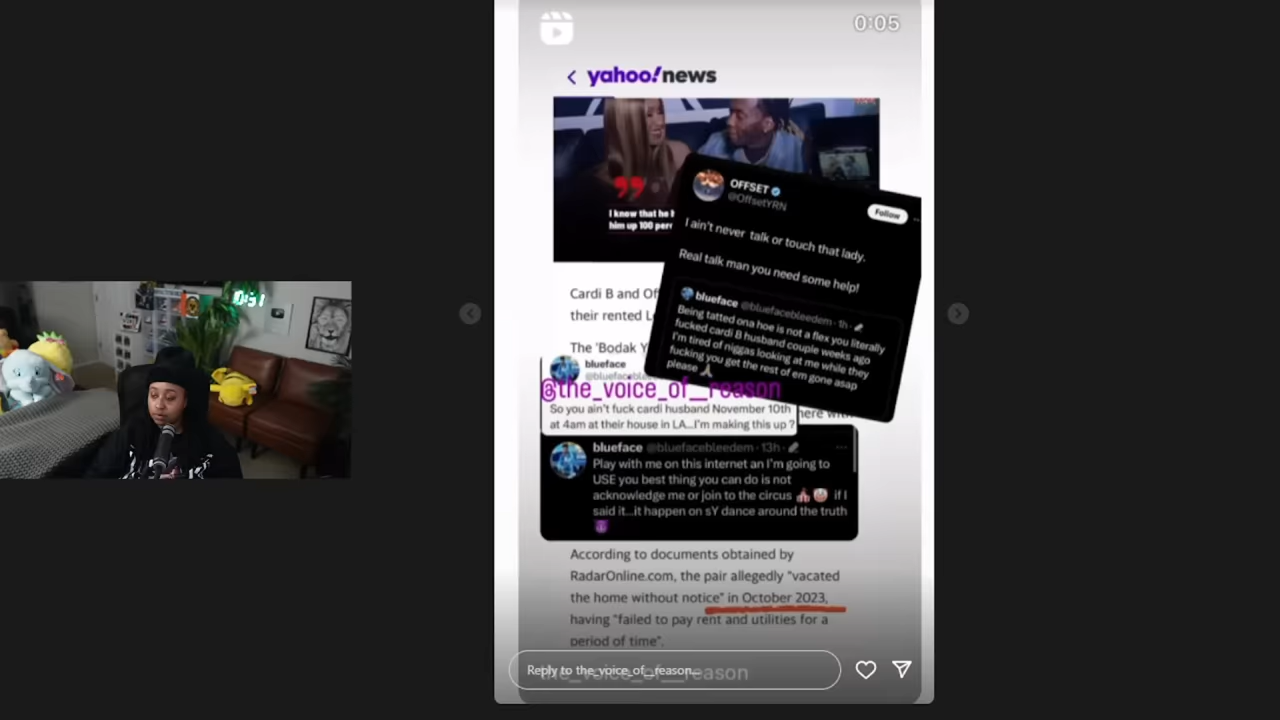 0:05
yahoo!news
I know that he
him up 100 per
OFFSET
@OffsetYRN
Follow
I ain't never talk or touch that lady.
Real talk man you need some help!
blueface @bluefacebleedem · 1h ·
Being tatted ona hoe is not a flex you literally
fucked cardi B husband couple weeks ago
I'm tired of niggas looking at me while they
fucking you get the rest of em gone asap
please
Cardi B and Of
their rented L
The 'Bodak Y
blueface
@the_voice_of__reason
So you ain't fuck cardi husband November 10th
at 4am at their house in LA...I'm making this up ?
here
blueface @bluefacebleedem · 13h ·
Play with me on this internet an I'm going to
USE you best thing you can do is not
acknowledge me or join to the circus 🎪🤡 if I
said it...it happen on sY dance around the truth
😈
According to documents obtained by
RadarOnline.com, the pair allegedly "vacated
the home without notice" in October 2023,
having "failed to pay rent and utilities for a
period of time".
Reply to the_voice_of__reason...
the_voice_of__reason
0:51